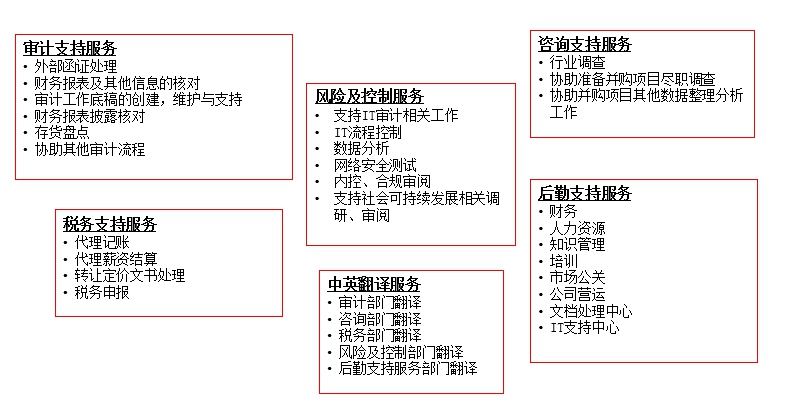 审计支持服务
• 外部函证处理
• 财务报表及其他信息的核对
• 审计工作底稿的创建，维护与支持
• 财务报表披露核对
• 存货盘点
• 协助其他审计流程
税务支持服务
• 代理记账
• 代理薪资结算
• 转让定价文书处理
• 税务申报
风险及控制服务
• 支持IT审计相关工作
• IT流程控制
• 数据分析
• 网络安全测试
• 内控、合规审阅
• 支持社会可持续发展相关调
研、审阅
中英翻译服务
• 审计部门翻译
• 咨询部门翻译
• 税务部门翻译
• 风险及控制部门翻译
• 后勤支持服务部门翻译
咨询支持服务
• 行业调查
• 协助准备并购项目尽职调查
• 协助并购项目其他数据整理分析
工作
后勤支持服务
• 财务
• 人力资源
• 知识管理
• 培训
• 市场公关
• 公司营运
• 文档处理中心
• IT支持中心